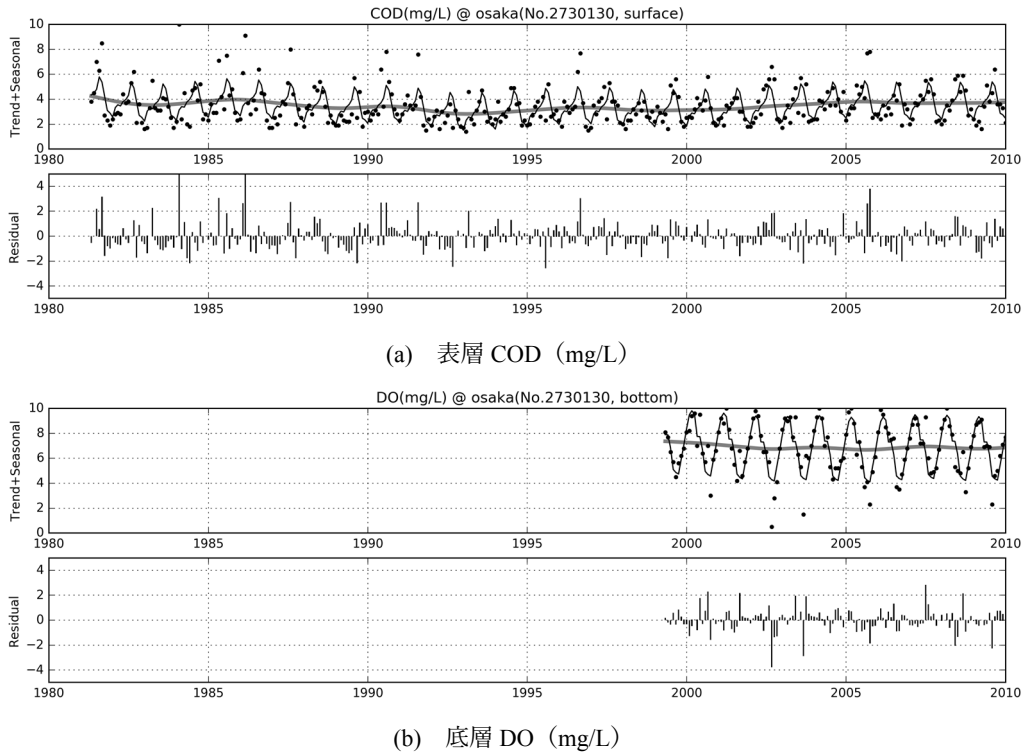 COD(mg/L) @ osaka(No.2730130, surface)
Trend+Seasonal
10
8
6
4
2
0
1980 1985 1990 1995 2000 2005 2010
Residual
4
2
0
−2
−4
1980 1985 1990 1995 2000 2005 2010
(a) 表層 COD（mg/L）
DO(mg/L) @ osaka(No.2730130, bottom)
Trend+Seasonal
10
8
6
4
2
0
1980 1985 1990 1995 2000 2005 2010
Residual
4
2
0
−2
−4
1980 1985 1990 1995 2000 2005 2010
(b) 底層 DO（mg/L）